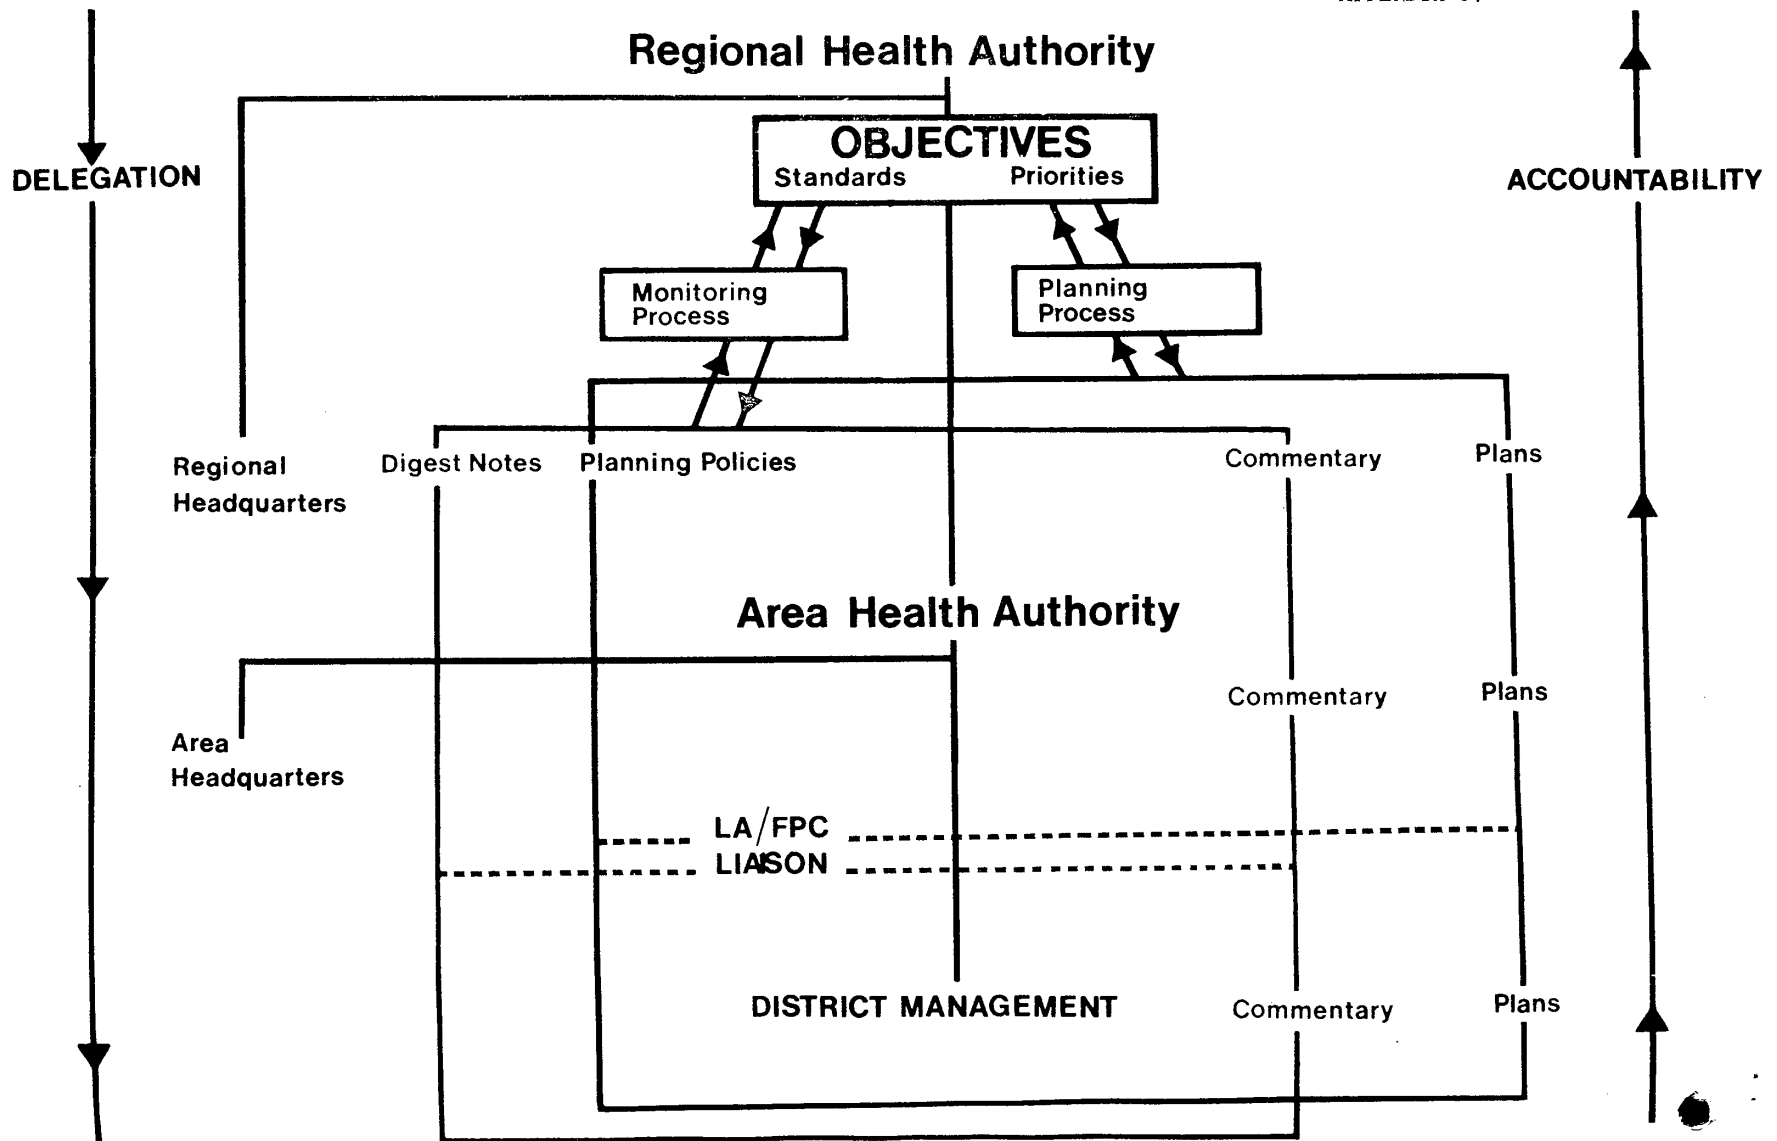 Regional Health Authority
OBJECTIVES
Standards Priorities
DELEGATION
ACCOUNTABILITY
Monitoring
Process
Planning
Process
Regional
Headquarters
Digest Notes
Planning Policies
Commentary
Plans
Area Health Authority
Commentary
Plans
Area
Headquarters
LA/FPC
LIAISON
DISTRICT MANAGEMENT
Commentary
Plans